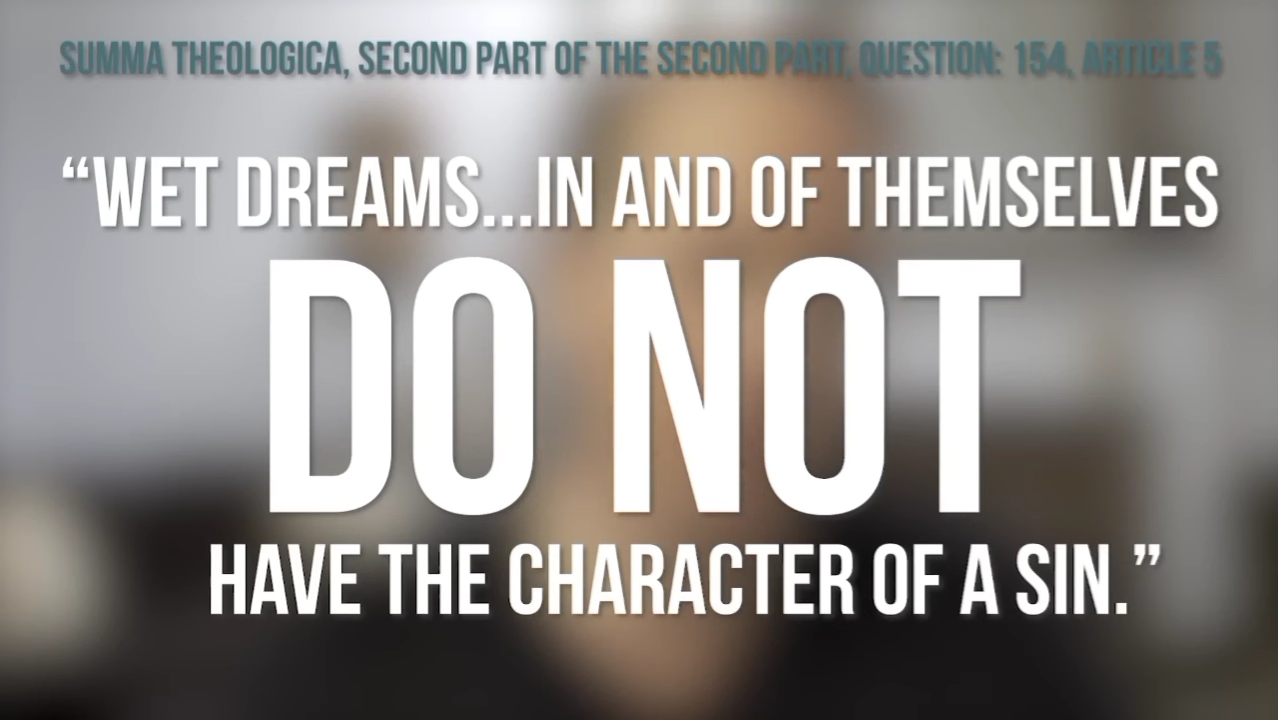 SUMMA THEOLOGICA, SECOND PART OF THE SECOND PART, QUESTION: 154, ARTICLE 5
“WET DREAMS...IN AND OF THEMSELVES
DO NOT
HAVE THE CHARACTER OF A SIN.”